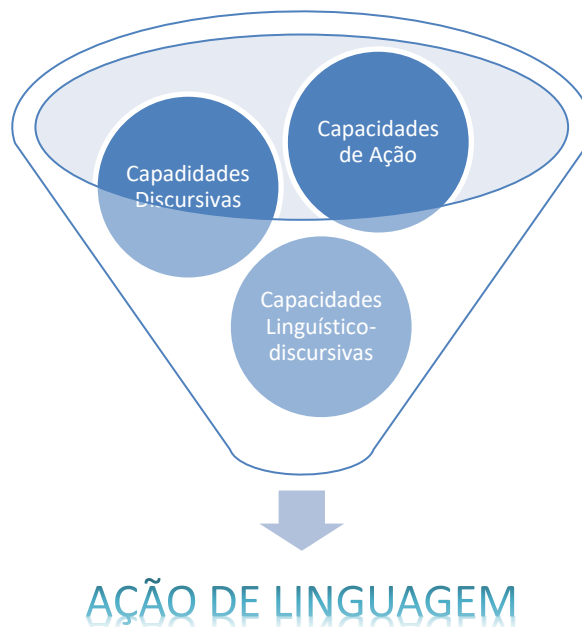 Capacidades
de Ação
Capadidades
Discursivas
Capacidades
Linguístico-
discursivas
AÇÃO DE LINGUAGEM